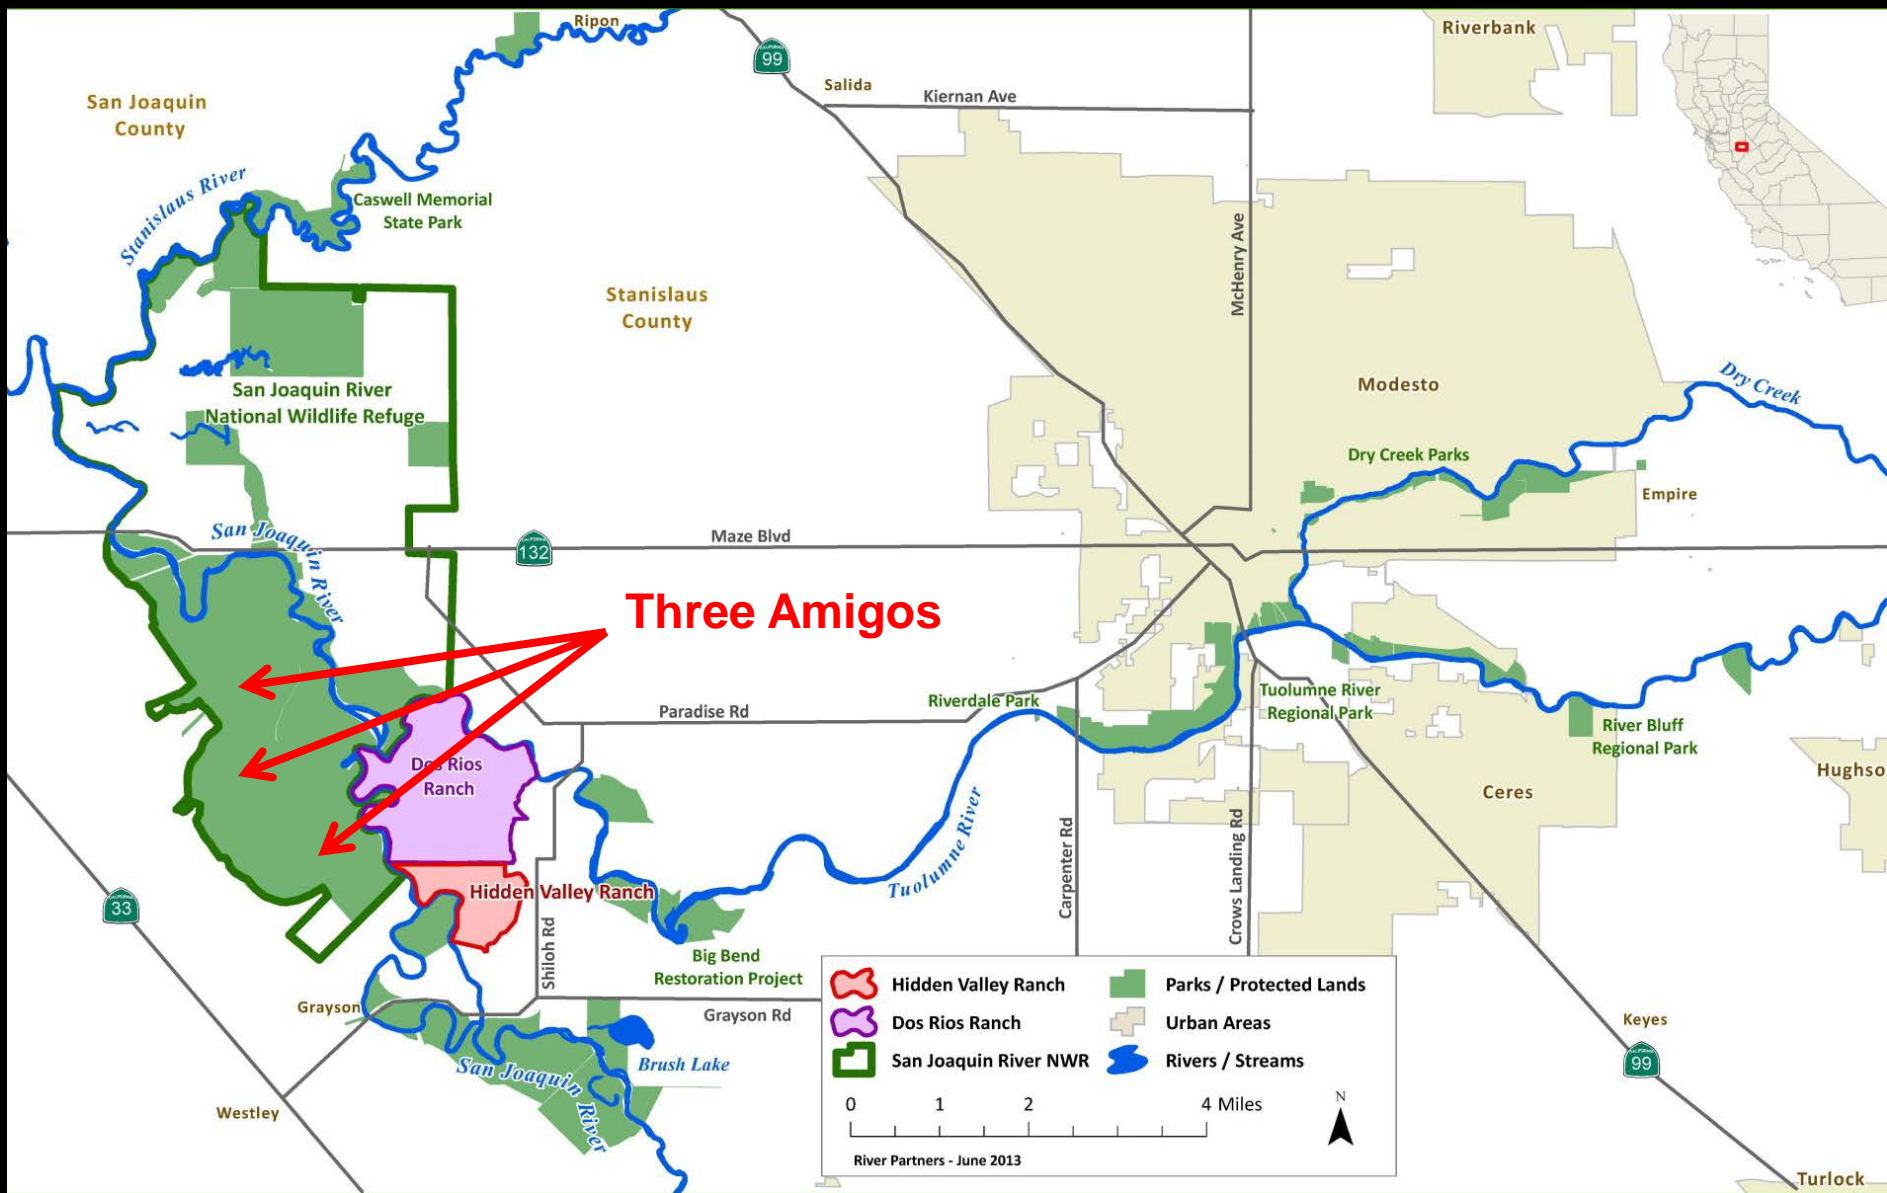 Ripon
Riverbank
CALIFORNIA
99
Salida
Kiernan Ave
San Joaquin
County
Stanislaus River
Caswell Memorial
State Park
McHenry Ave
Stanislaus
County
San Joaquin River
National Wildlife Refuge
Modesto
Dry Creek
Dry Creek Parks
Empire
San Joaquin River
CALIFORNIA
132
Maze Blvd
Three Amigos
Paradise Rd
Riverdale Park
Tuolumne River
Regional Park
River Bluff
Regional Park
Dos Rios
Ranch
Hughso
Ceres
Tuolumne River
Carpenter Rd
Crows Landing Rd
CALIFORNIA
33
Hidden Valley Ranch
Shiloh Rd
Big Bend
Restoration Project
Grayson
Grayson Rd
Brush Lake
San Joaquin River
Westley
Hidden Valley Ranch
Dos Rios Ranch
San Joaquin River NWR
Parks / Protected Lands
Urban Areas
Rivers / Streams
0 1 2 4 Miles
N
River Partners - June 2013
Keyes
CALIFORNIA
99
Turlock